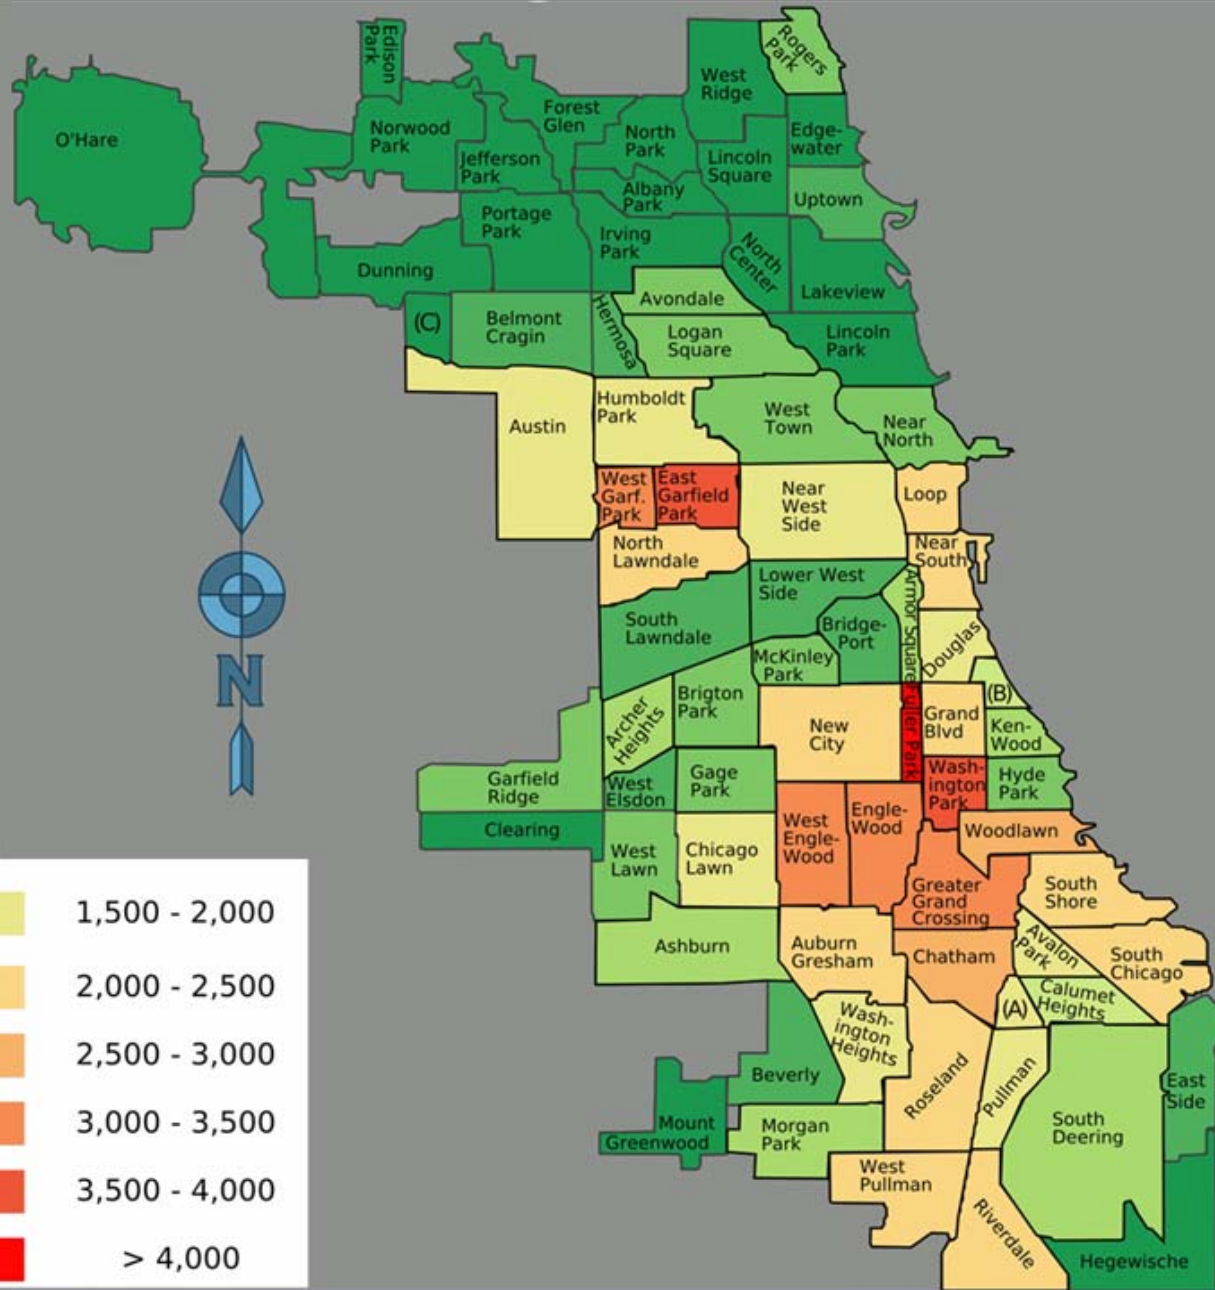 Edison
Park
Rogers
Park
West
Ridge
O'Hare
Norwood
Park
Forest
Glen
North
Park
Edge-
water
Jefferson
Park
Lincoln
Square
Albany
Park
Uptown
Portage
Park
Irving
Park
North
Center
Dunning
Lakeview
(C)
Belmont
Cragin
Hermosa
Avondale
Logan
Square
Lincoln
Park
Austin
Humboldt
Park
West
Town
Near
North
West
Garf.
Park
East
Garfield
Park
Near
West
Side
Loop
North
Lawndale
Near
South
Lower West
Side
Armor Square
South
Lawndale
Bridge-
Port
Douglas
McKinley
Park
(B)
Archer
Heights
Brigton
Park
New
City
Fuller Park
Grand
Blvd
Ken-
Wood
Garfield
Ridge
West
Elsdon
Gage
Park
Wash-
ington
Park
Hyde
Park
Clearing
West
Lawn
Chicago
Lawn
West
Engle-
Wood
Engle-
Wood
Woodlawn
Greater
Grand
Crossing
South
Shore
Ashburn
Auburn
Gresham
Chatham
Avalon
Park
South
Chicago
Calumet
Heights
(A)
Wash-
ington
Heights
Beverly
Roseland
Pullman
East
Side
Mount
Greenwood
Morgan
Park
South
Deering
West
Pullman
Riverdale
Hegewische
N
1,500 - 2,000
2,000 - 2,500
2,500 - 3,000
3,000 - 3,500
3,500 - 4,000
> 4,000